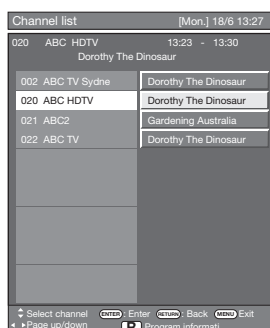 Channel list [Mon.] 18/6 13:27
020 ABC HDTV 13:23 - 13:30
Dorothy The Dinosaur
002 ABC TV Sydne Dorothy The Dinosaur
020 ABC HDTV Dorothy The Dinosaur
021 ABC2 Gardening Australia
022 ABC TV Dorothy The Dinosaur
Select channel ENTER: Enter RETURN: Back MENU Exit
Page up/down R Program informati